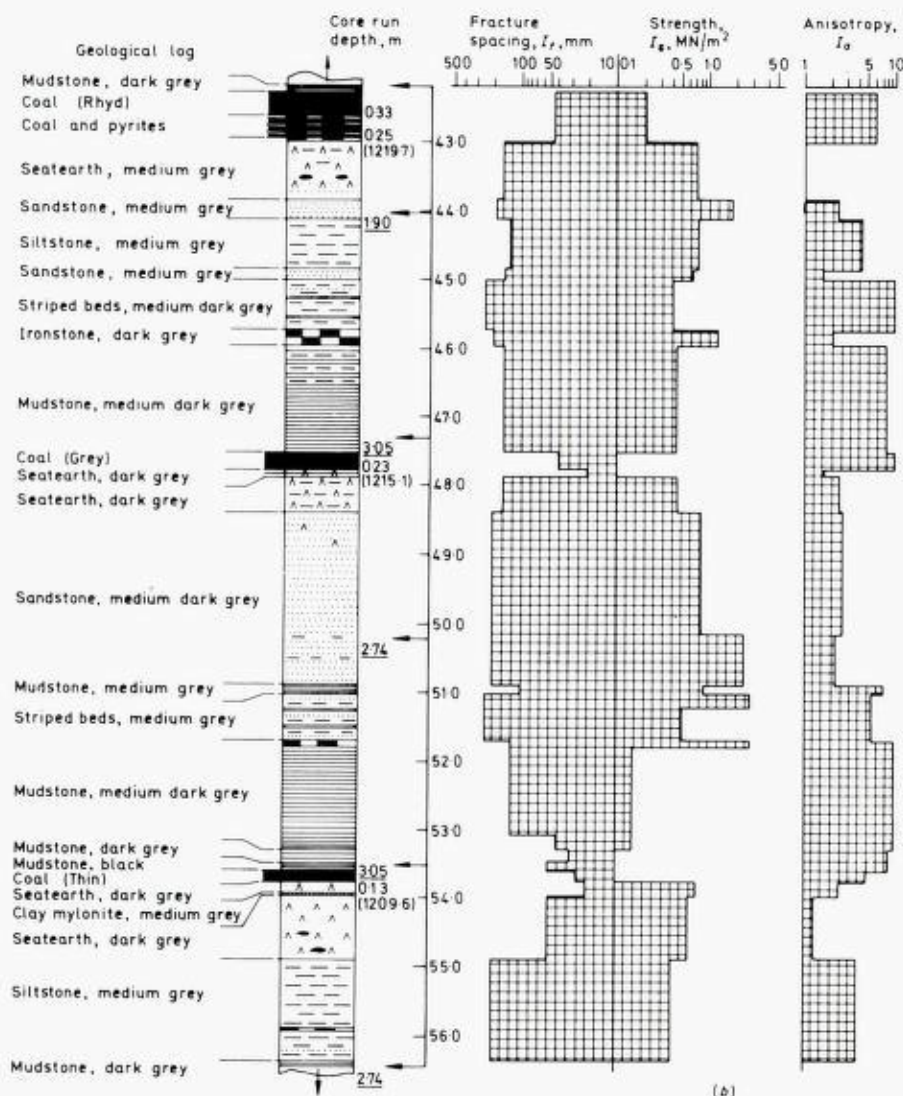 Geological log
Core run depth, m
Fracture spacing, I_f, mm
Strength, I_s, MN/m²
Anisotropy, I_a
500 100 50 10 0·1 0·5 1·0 5·0
1 5 10
Mudstone, dark grey
Coal (Rhyd)
0·33
Coal and pyrites
0·25
43·0
(1219·7)
Seatearth, medium grey
Sandstone, medium grey
44·0
1·90
Siltstone, medium grey
Sandstone, medium grey
45·0
Striped beds, medium dark grey
Ironstone, dark grey
46·0
Mudstone, medium dark grey
47·0
3·05
Coal (Grey)
0·23
Seatearth, dark grey
(1215·1)
48·0
Seatearth, dark grey
49·0
Sandstone, medium dark grey
50·0
2·74
Mudstone, medium grey
51·0
Striped beds, medium grey
52·0
Mudstone, medium dark grey
53·0
Mudstone, dark grey
Mudstone, black
3·05
Coal (Thin)
0·13
Seatearth, dark grey
54·0
(1209·6)
Clay mylonite, medium grey
Seatearth, dark grey
55·0
Siltstone, medium grey
56·0
Mudstone, dark grey
2·74
(b)